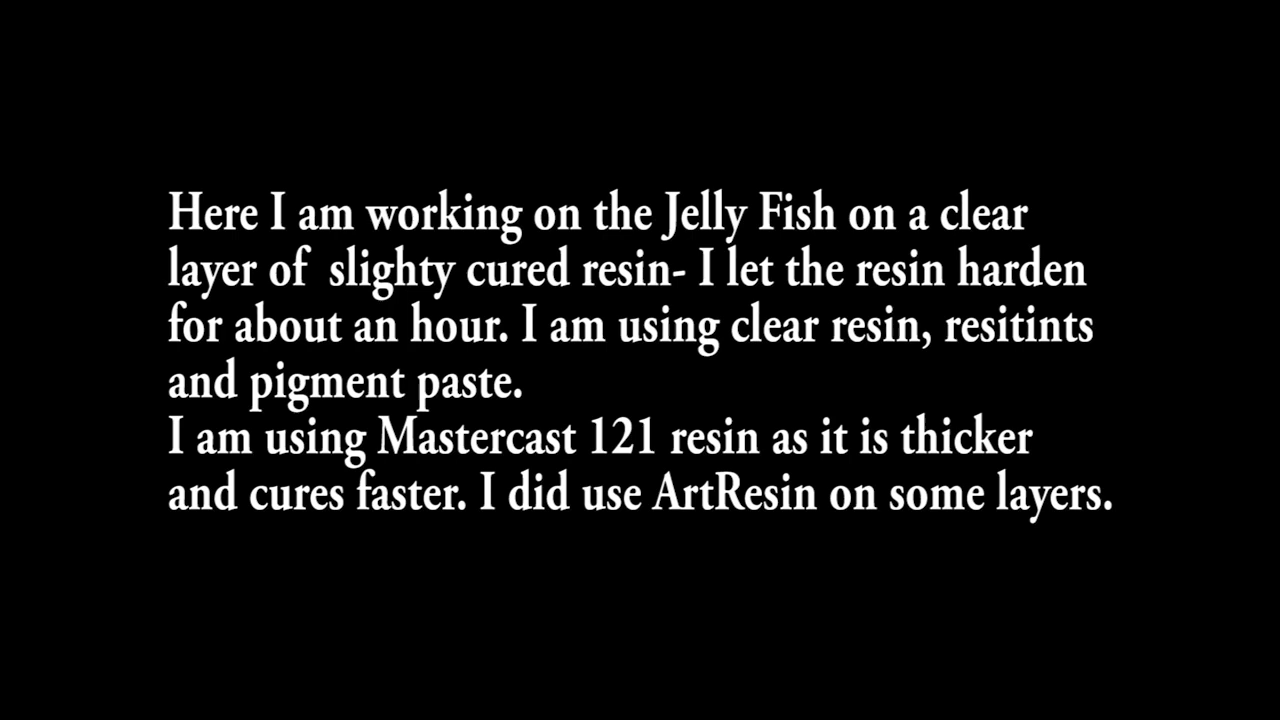 Here I am working on the Jelly Fish on a clear
layer of  slighty cured resin- I let the resin harden
for about an hour. I am using clear resin, resitints
and pigment paste.
I am using Mastercast 121 resin as it is thicker
and cures faster. I did use ArtResin on some layers.